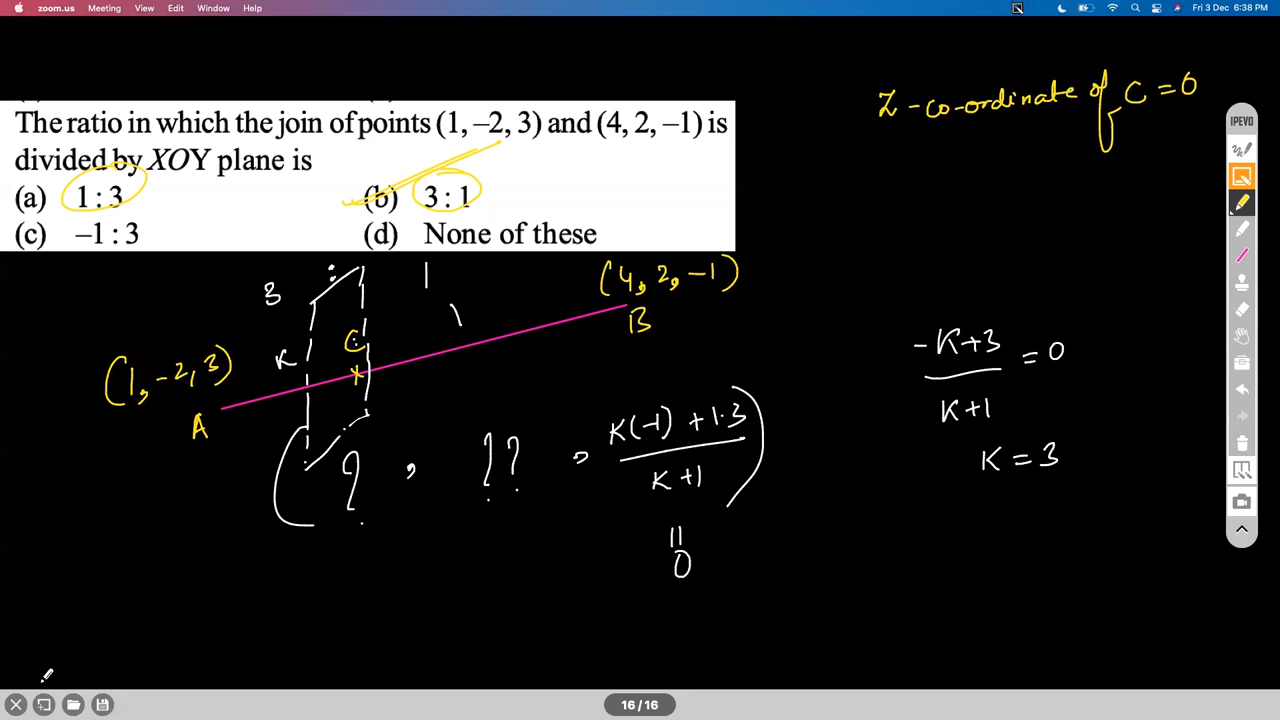 zoom.us Meeting View Edit Window Help Fri 3 Dec 6:38 PM
Z-co-ordinate of C = 0
The ratio in which the join of points (1, –2, 3) and (4, 2, –1) is
divided by XOY plane is
(a) 1 : 3 (b) 3 : 1
(c) –1 : 3 (d) None of these
3 : 1
(4, 2, -1)
K 1
C B
(1, -2, 3)
A
x
(?, ??, K(-1) + 1·3)
K+1
||
0
-K+3 = 0
K+1
K = 3
IPEVO
16 / 16